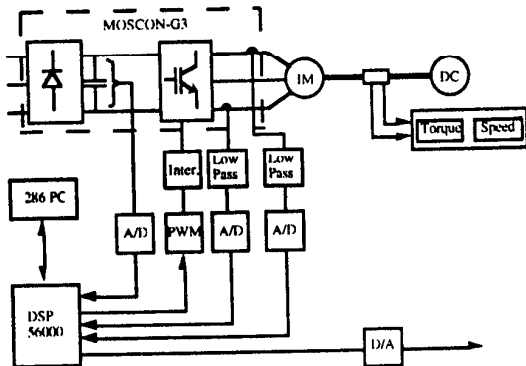 MOSCON-G3
IM
DC
Torque
Speed
Inter.
Low
Pass
Low
Pass
286 PC
A/D
PWM
A/D
A/D
DSP
56000
D/A